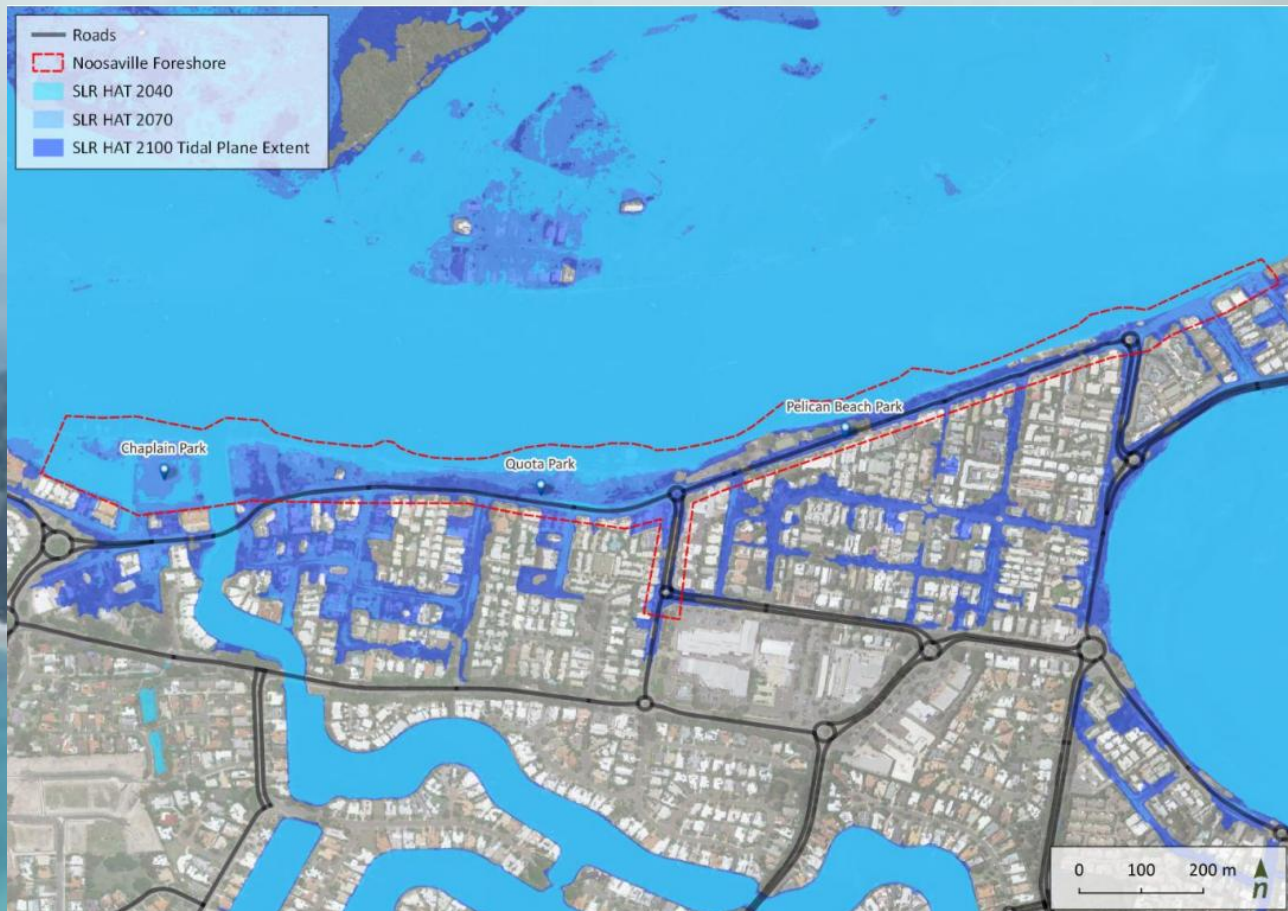 Roads
Noosaville Foreshore
SLR HAT 2040
SLR HAT 2070
SLR HAT 2100 Tidal Plane Extent
Pelican Beach Park
Chaplain Park
Quota Park
0 100 200 m
n